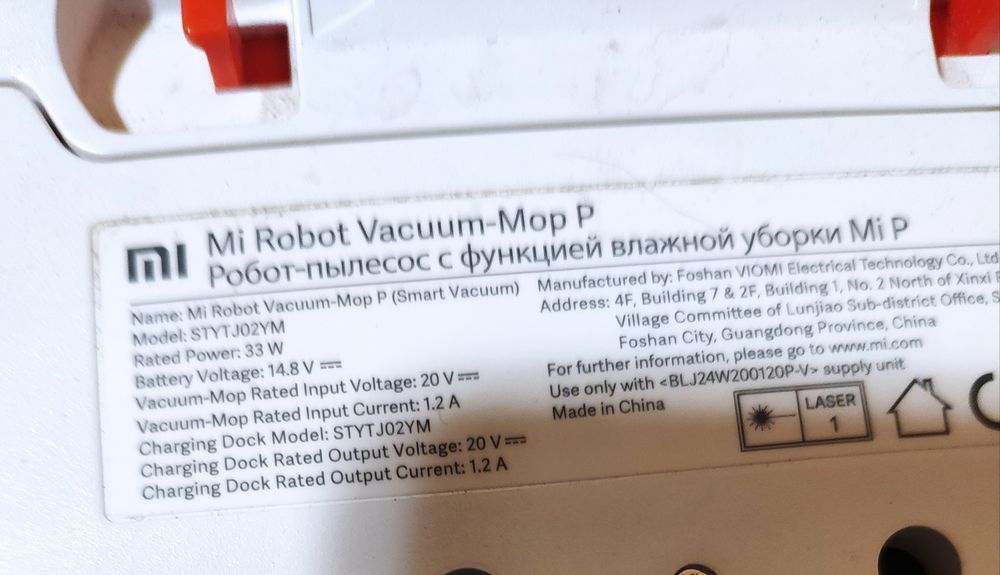 mi
Mi Robot Vacuum-Mop P
Робот-пылесос с функцией влажной уборки Mi P
Name: Mi Robot Vacuum-Mop P (Smart Vacuum)
Model: STYTJ02YM
Rated Power: 33 W
Battery Voltage: 14.8 V ⎓
Vacuum-Mop Rated Input Voltage: 20 V ⎓
Vacuum-Mop Rated Input Current: 1.2 A
Charging Dock Model: STYTJ02YM
Charging Dock Rated Output Voltage: 20 V ⎓
Charging Dock Rated Output Current: 1.2 A
Manufactured by: Foshan VIOMI Electrical Technology Co., Ltd
Address: 4F, Building 7 & 2F, Building 1, No. 2 North of Xinxi
Village Committee of Lunjiao Sub-district Office,
Foshan City, Guangdong Province, China
For further information, please go to www.mi.com
Use only with <BLJ24W200120P-V> supply unit
Made in China
LASER
1